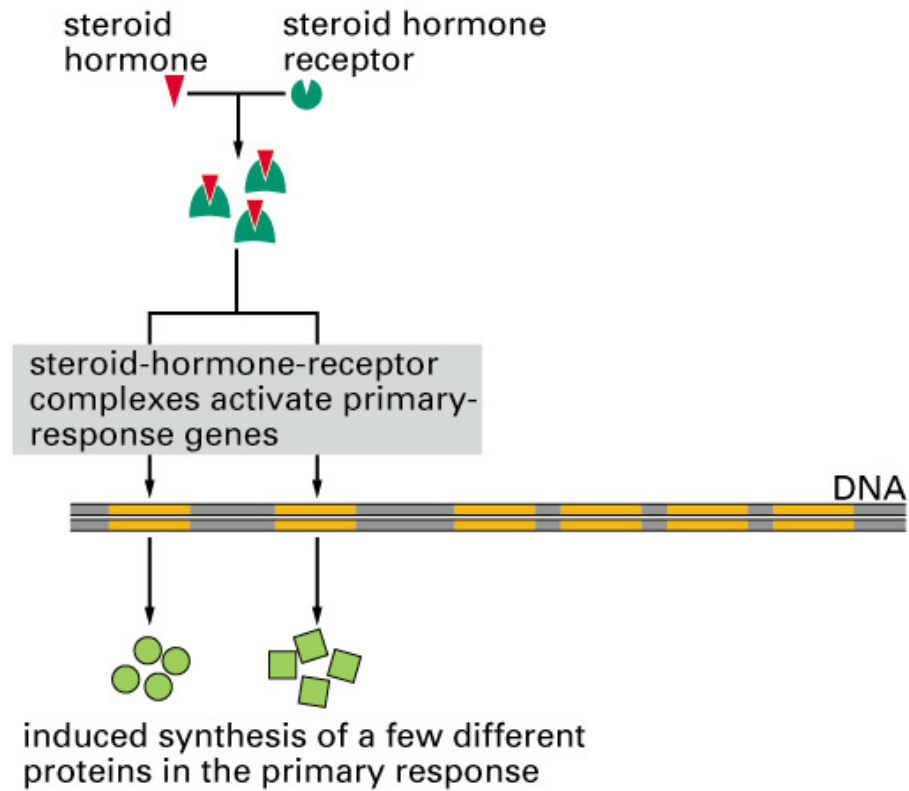 steroid
hormone
steroid hormone
receptor
steroid-hormone-receptor
complexes activate primary-
response genes
DNA
induced synthesis of a few different
proteins in the primary response